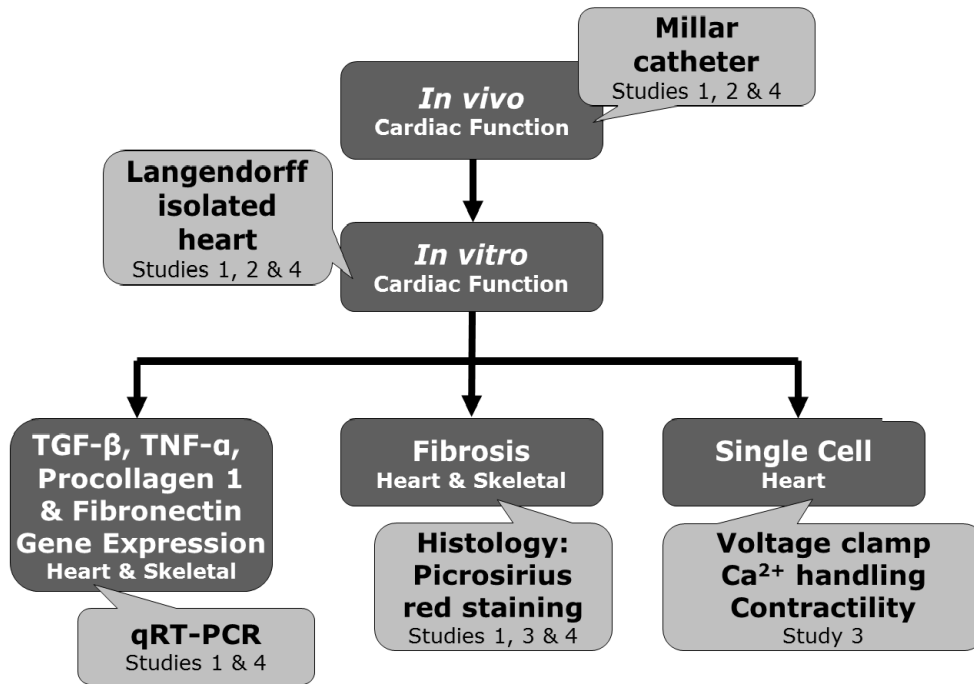 Millar
catheter
Studies 1, 2 & 4
In vivo
Cardiac Function
Langendorff
isolated
heart
Studies 1, 2 & 4
In vitro
Cardiac Function
TGF-β, TNF-α,
Procollagen 1
& Fibronectin
Gene Expression
Heart & Skeletal
qRT-PCR
Studies 1 & 4
Fibrosis
Heart & Skeletal
Histology:
Picrosirius
red staining
Studies 1, 3 & 4
Single Cell
Heart
Voltage clamp
Ca²⁺ handling
Contractility
Study 3